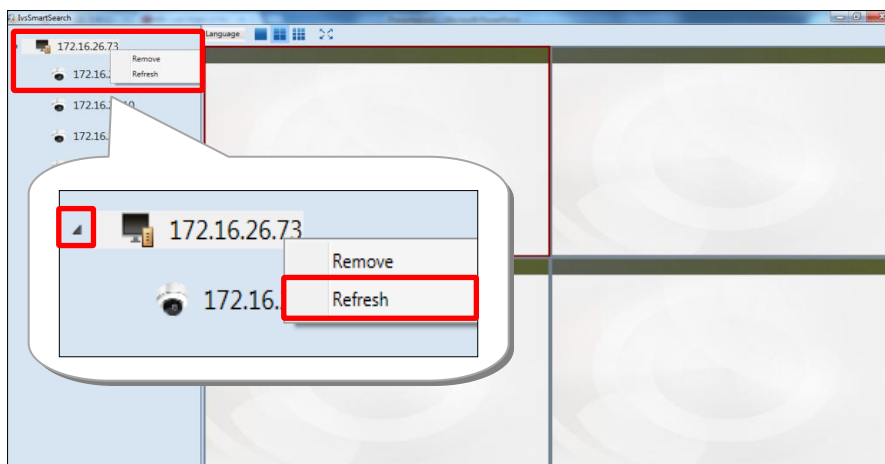 IvsSmartSearch
Language
172.16.26.73
Remove
172.16.
Refresh
172.16.
172.16.
172.16.26.73
Remove
172.16.
Refresh